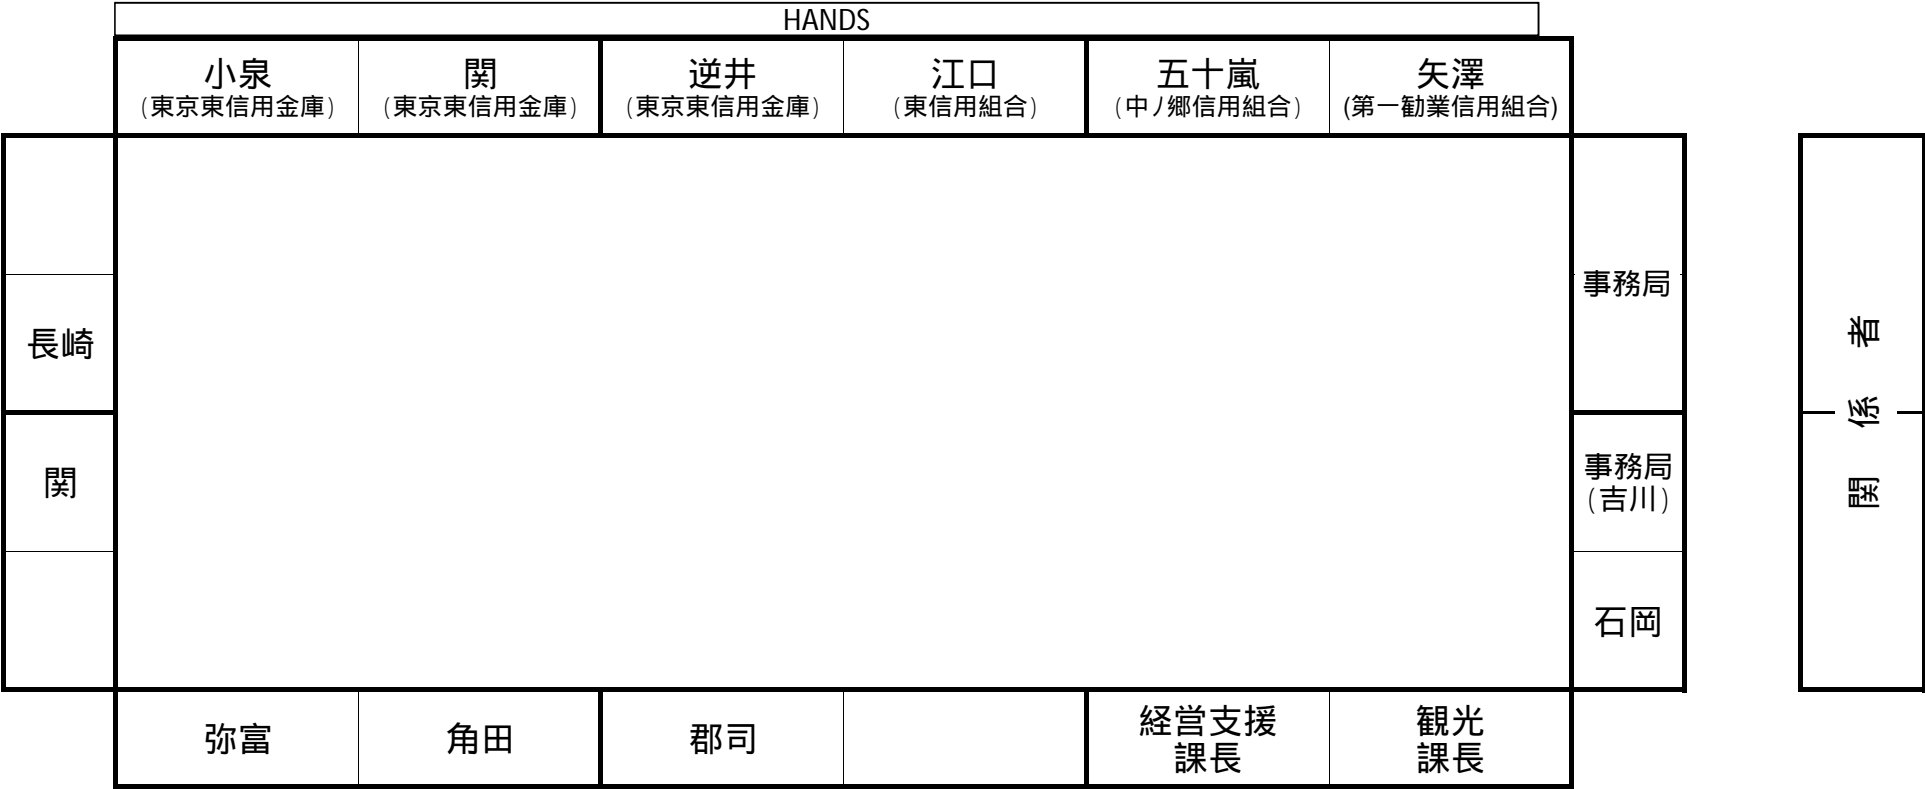 HANDS
小泉
(東京東信用金庫)
関
(東京東信用金庫)
逆井
(東京東信用金庫)
江口
(東信用組合)
五十嵐
(中ノ郷信用組合)
矢澤
(第一勧業信用組合)
事務局
長崎
関係者
関
事務局
(吉川)
石岡
弥富
角田
郡司
経営支援
課長
観光
課長